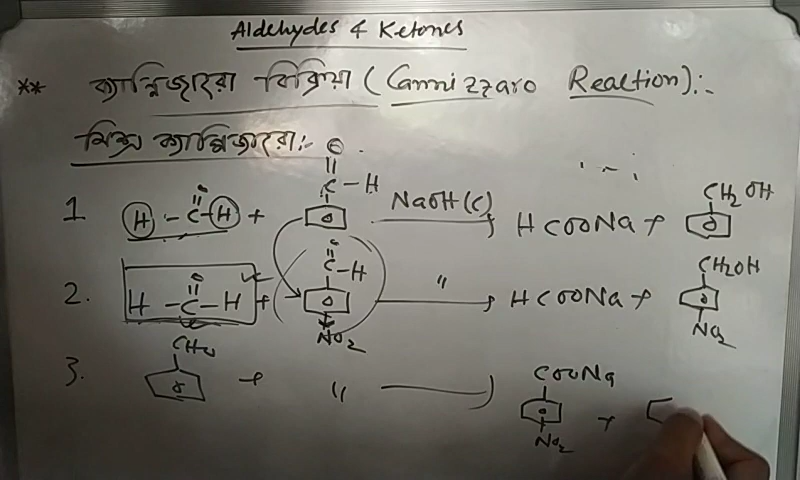 Aldehydes & Ketones
** ক্যান্নিজারো বিক্রিয়া (Cannizzaro Reaction):-
মিশ্র ক্যান্নিজারো:-
1. H - C - H + C - H NaOH (c) HCOONa + CH2OH
O
2. H - C - H + C - H NO2 " HCOONa + CH2OH NO2
3. CHO + " COONa NO2 +